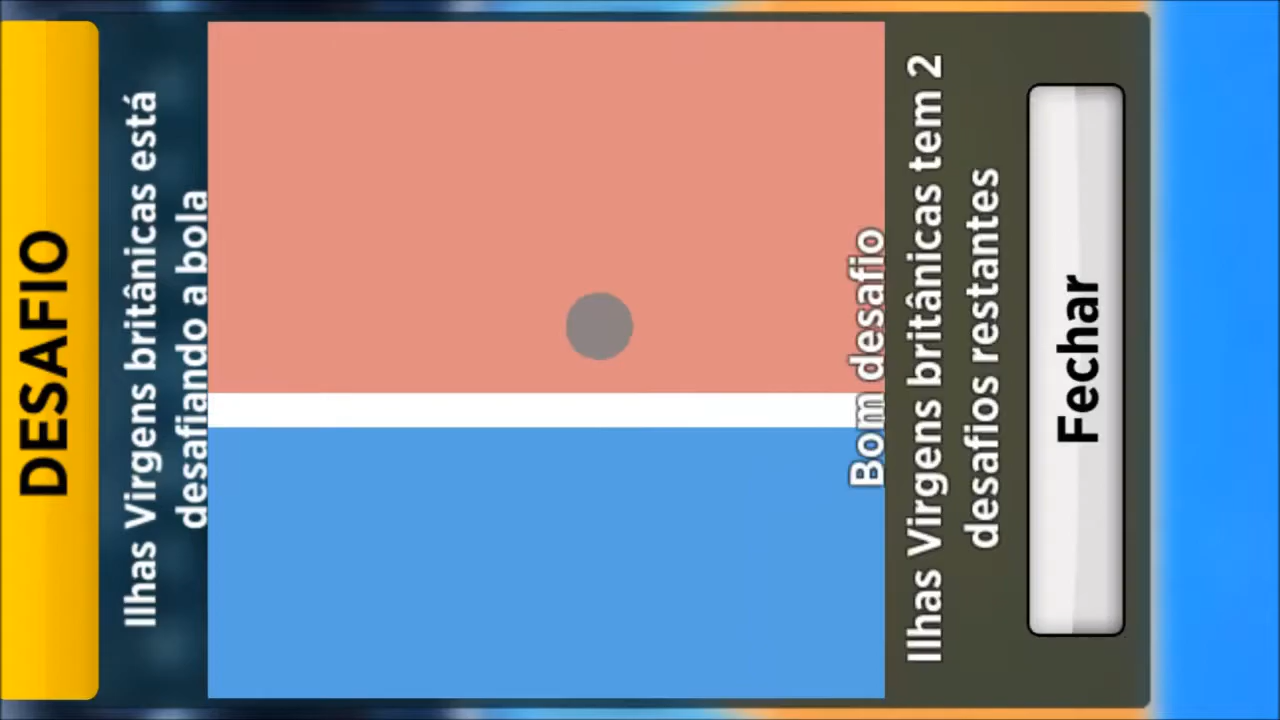 DESAFIO
Ilhas Virgens britânicas está
desafiando a bola
Bom desafio
Ilhas Virgens britânicas tem 2
desafios restantes
Fechar